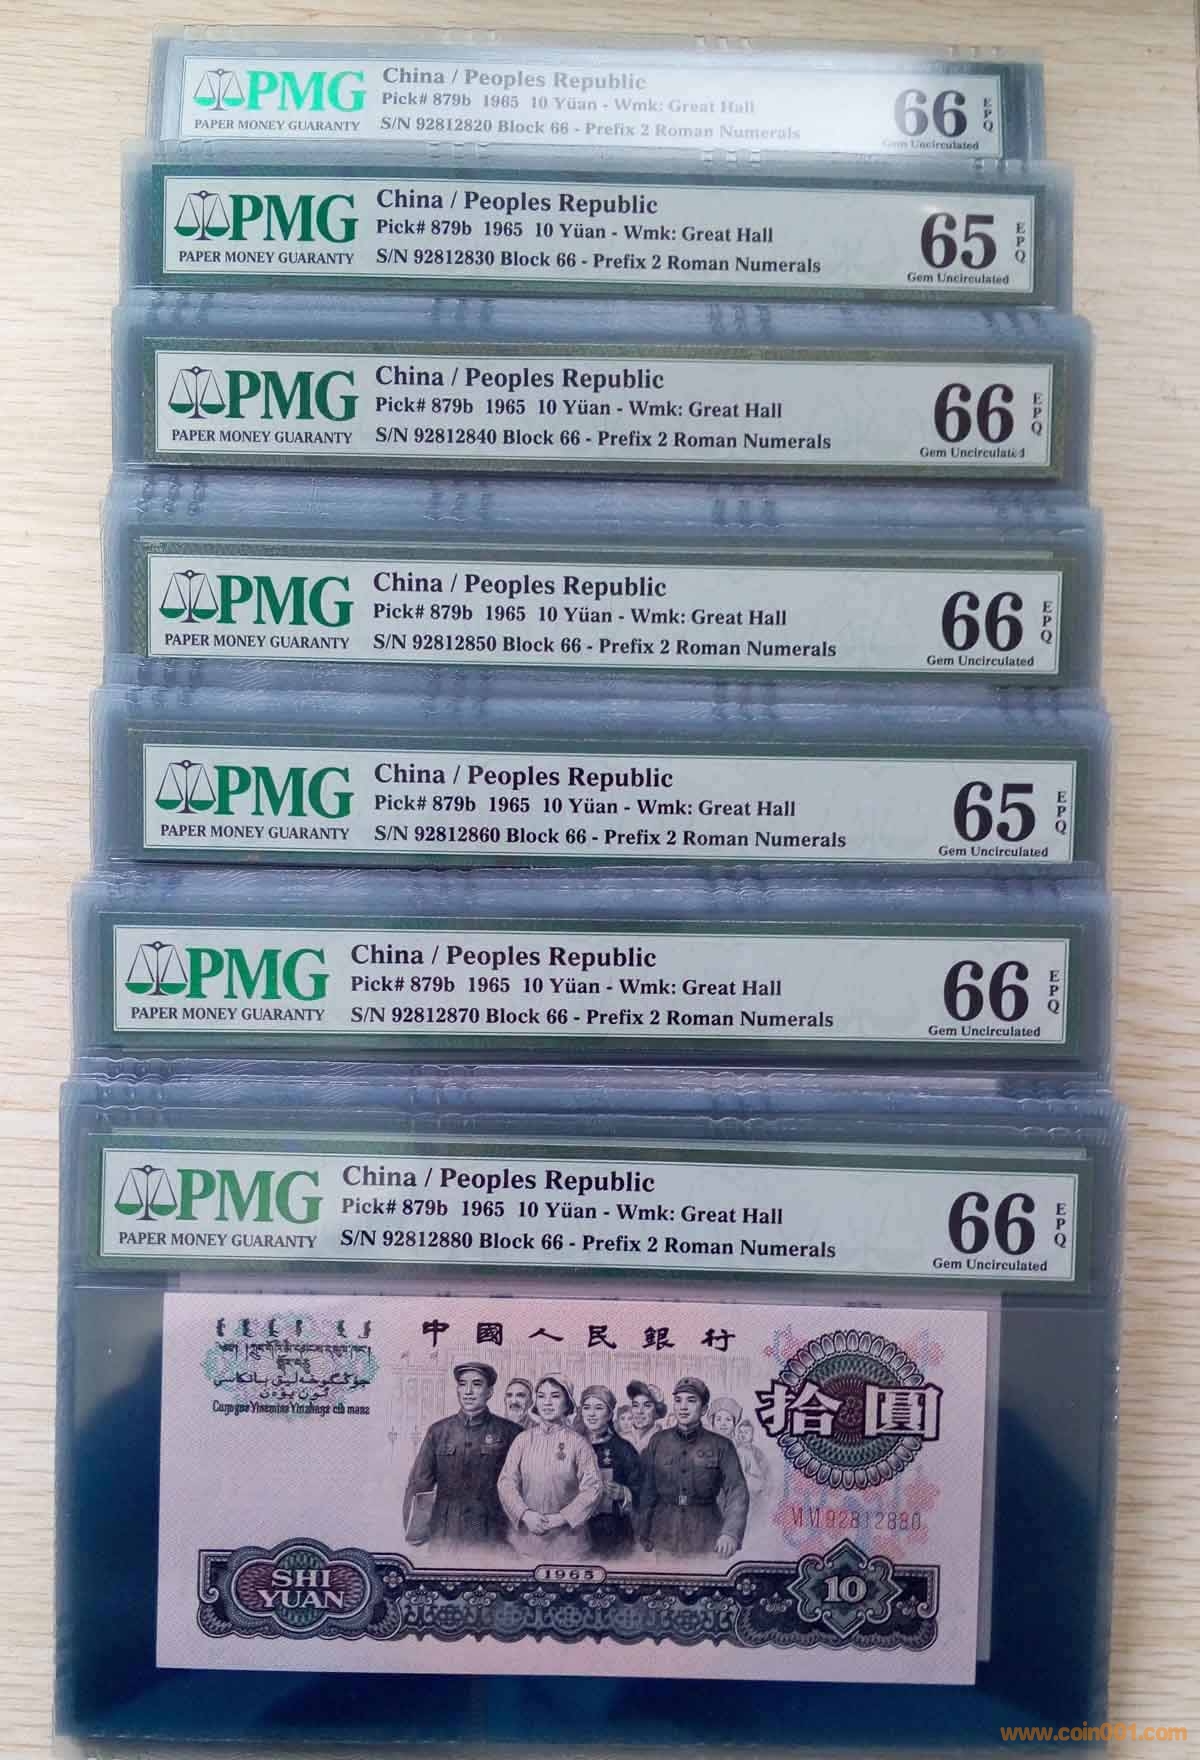 PMG
PAPER MONEY GUARANTY
China / Peoples Republic
Pick# 879b 1965 10 Yüan - Wmk: Great Hall
S/N 92812820 Block 66 - Prefix 2 Roman Numerals
66 EPQ
Gem Uncirculated
PMG
PAPER MONEY GUARANTY
China / Peoples Republic
Pick# 879b 1965 10 Yüan - Wmk: Great Hall
S/N 92812830 Block 66 - Prefix 2 Roman Numerals
65 EPQ
Gem Uncirculated
PMG
PAPER MONEY GUARANTY
China / Peoples Republic
Pick# 879b 1965 10 Yüan - Wmk: Great Hall
S/N 92812840 Block 66 - Prefix 2 Roman Numerals
66 EPQ
Gem Uncirculated
PMG
PAPER MONEY GUARANTY
China / Peoples Republic
Pick# 879b 1965 10 Yüan - Wmk: Great Hall
S/N 92812850 Block 66 - Prefix 2 Roman Numerals
66 EPQ
Gem Uncirculated
PMG
PAPER MONEY GUARANTY
China / Peoples Republic
Pick# 879b 1965 10 Yüan - Wmk: Great Hall
S/N 92812860 Block 66 - Prefix 2 Roman Numerals
65 EPQ
Gem Uncirculated
PMG
PAPER MONEY GUARANTY
China / Peoples Republic
Pick# 879b 1965 10 Yüan - Wmk: Great Hall
S/N 92812870 Block 66 - Prefix 2 Roman Numerals
66 EPQ
Gem Uncirculated
PMG
PAPER MONEY GUARANTY
China / Peoples Republic
Pick# 879b 1965 10 Yüan - Wmk: Great Hall
S/N 92812880 Block 66 - Prefix 2 Roman Numerals
66 EPQ
Gem Uncirculated
中國人民銀行
拾圓
92812880
1965
SHI YUAN
10
www.coin091.com